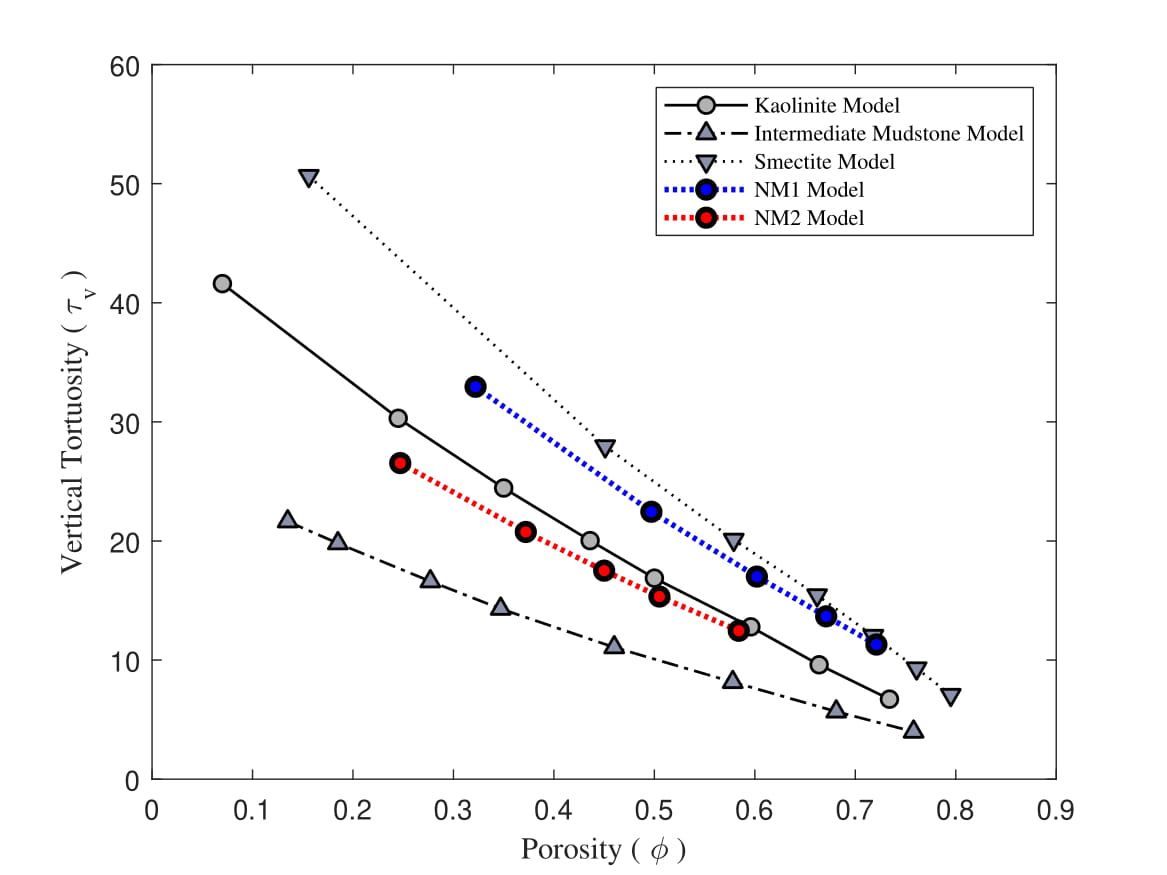 60
50
40
30
20
10
0
Vertical Tortuosity ( τv )
Kaolinite Model
Intermediate Mudstone Model
Smectite Model
NM1 Model
NM2 Model
0 0.1 0.2 0.3 0.4 0.5 0.6 0.7 0.8 0.9
Porosity ( ϕ )